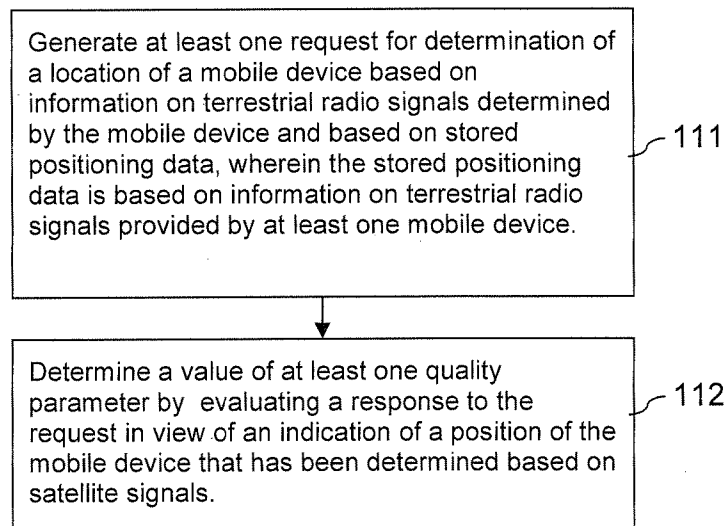 Generate at least one request for determination of
a location of a mobile device based on
information on terrestrial radio signals determined
by the mobile device and based on stored
positioning data, wherein the stored positioning
data is based on information on terrestrial radio
signals provided by at least one mobile device.
111
Determine a value of at least one quality
parameter by evaluating a response to the
request in view of an indication of a position of the
mobile device that has been determined based on
satellite signals.
112